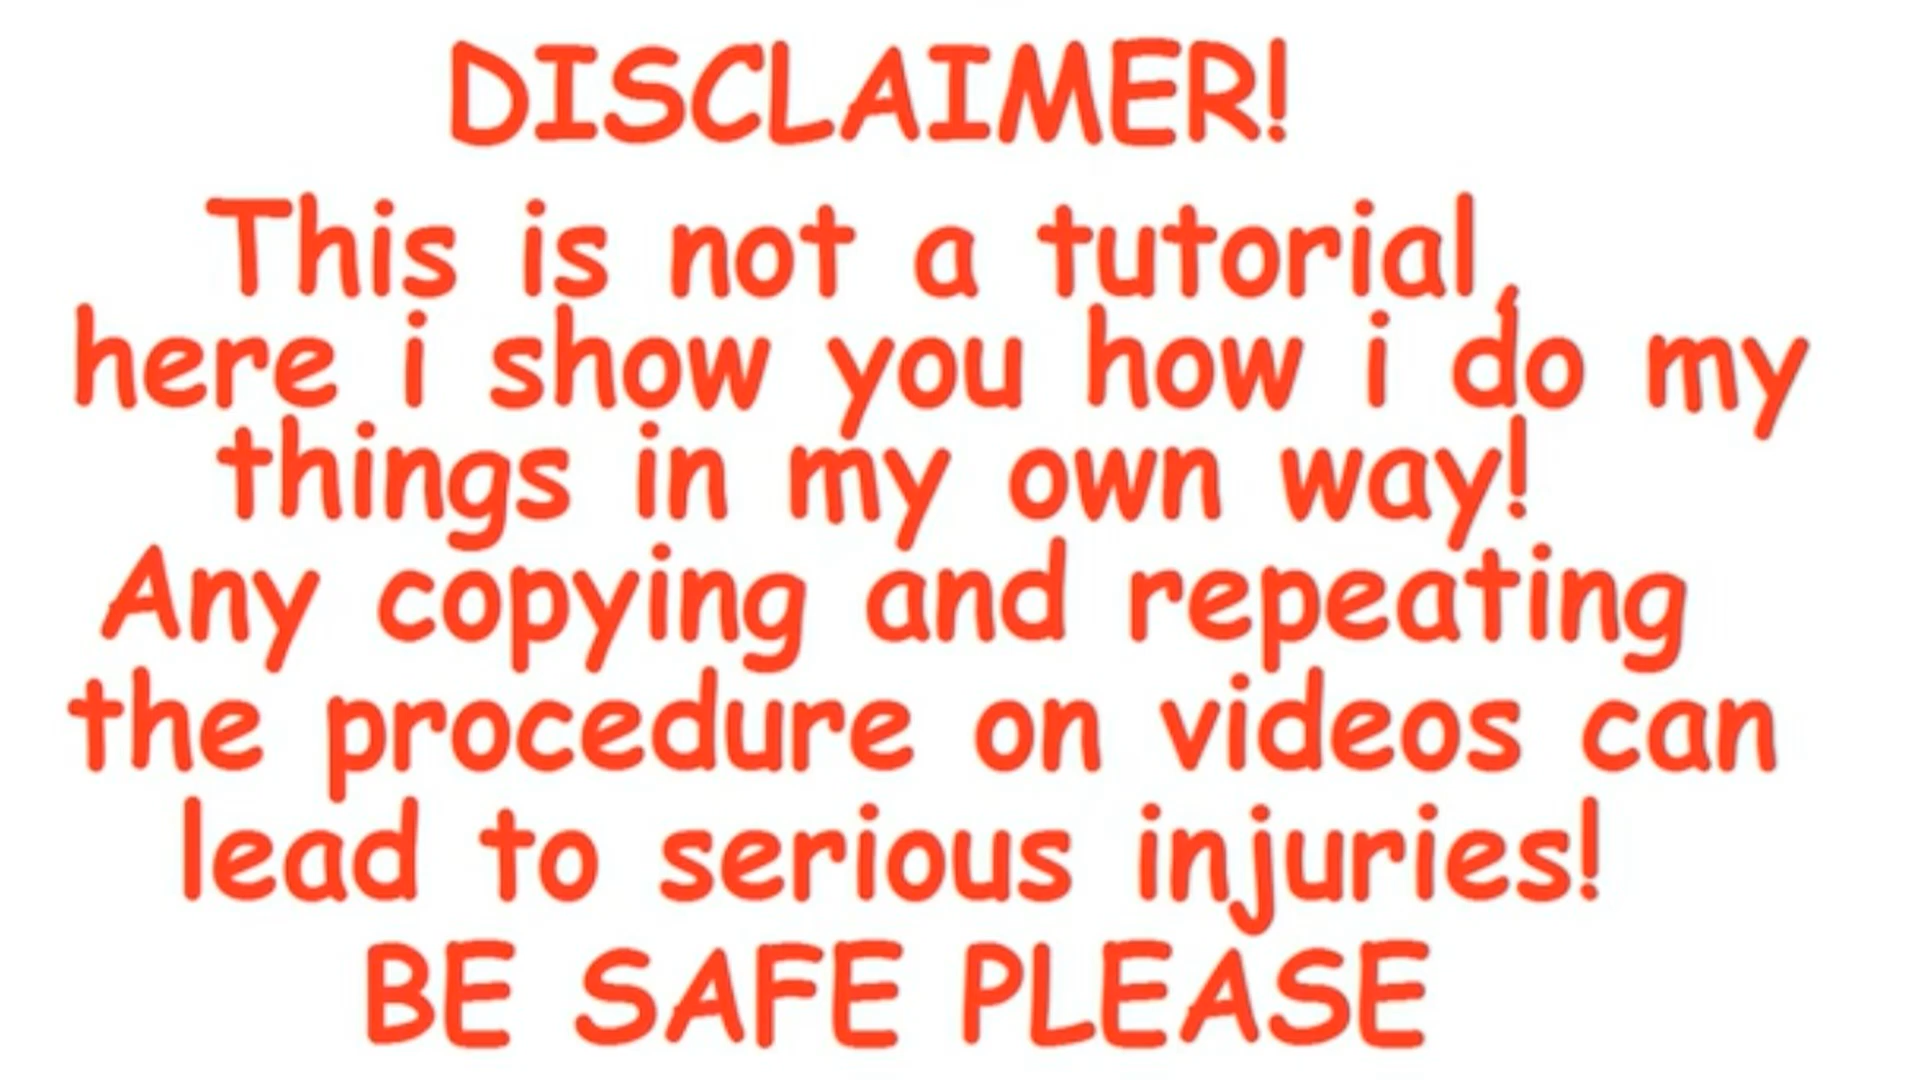 DISCLAIMER!
This is not a tutorial,
here i show you how i do my
things in my own way!
Any copying and repeating
the procedure on videos can
lead to serious injuries!
BE SAFE PLEASE